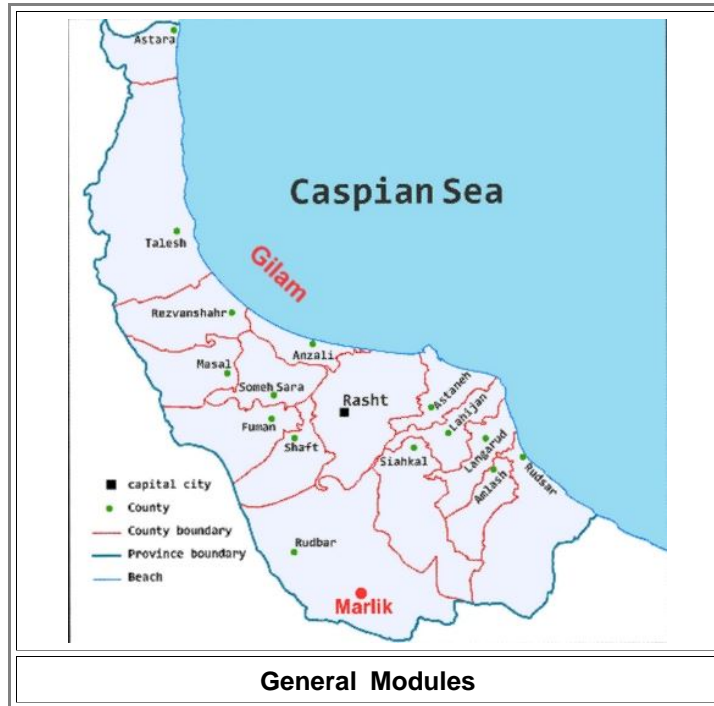 Astara
Caspian Sea
Talesh
Gilam
Rezvanshahr
Anzali
Masal
Someh Sara
Astaneh
Rasht
Lahijan
Fuman
Langarud
Shaft
Siahkal
Rudsar
Amlash
capital city
County
County boundary
Province boundary
Beach
Rudbar
Marlik
General Modules